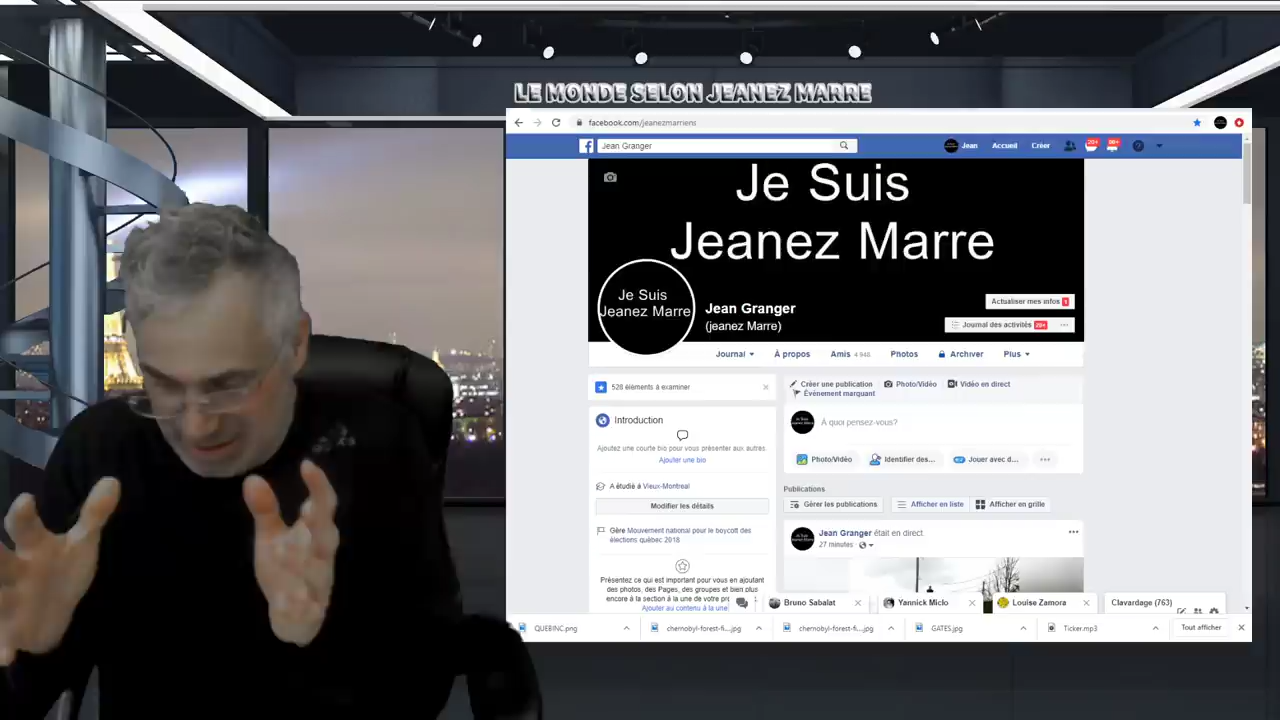 LE MONDE SELON JEANEZ MARRE
facebook.com/jeanezmarriens
Jean Granger
Jean Accueil Créer 20+ 99+
Je Suis
Jeanez Marre
Je Suis
Jeanez Marre
Jean Granger
(jeanez Marre)
Actualiser mes infos 1
Journal des activités 20+
Journal À propos Amis 4 948 Photos Archiver Plus
528 éléments à examiner
Introduction
Ajoutez une courte bio pour vous présenter aux autres.
Ajouter une bio
A étudié à Vieux-Montreal
Modifier les détails
Gère Mouvement national pour le boycott des
élections québec 2018
Présentez ce qui est important pour vous en ajoutant
des photos, des Pages, des groupes et bien plus
encore à la section à la une de votre
Ajouter au contenu à la une
Créer une publication Photo/Vidéo Vidéo en direct
Événement marquant
À quoi pensez-vous?
Photo/Vidéo Identifier des... Jouer avec d...
Publications
Gérer les publications Afficher en liste Afficher en grille
Jean Granger était en direct
27 minutes
Bruno Sabalat Yannick Miclo Louise Zamora Clavardage (763)
QUEBINC.png chernobyl-forest-fi....jpg chernobyl-forest-fi....jpg GATES.jpg Ticker.mp3 Tout afficher